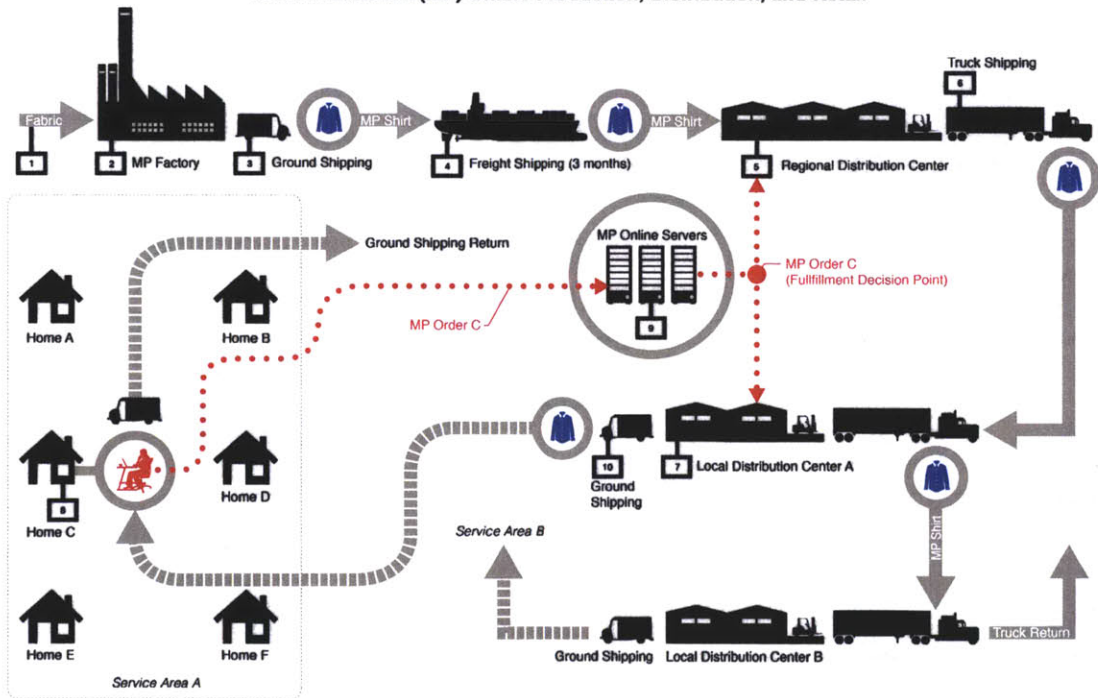 Truck Shipping
6
Fabric
MP Shirt
MP Shirt
1
2
MP Factory
3
Ground Shipping
4
Freight Shipping (3 months)
5
Regional Distribution Center
Ground Shipping Return
MP Online Servers
9
MP Order C
(Fullfillment Decision Point)
MP Order C
Home A
Home B
Home C
Home D
10
Ground
Shipping
7
Local Distribution Center A
MP Shirt
Service Area B
Home E
Home F
Ground Shipping
Local Distribution Center B
Truck Return
Service Area A